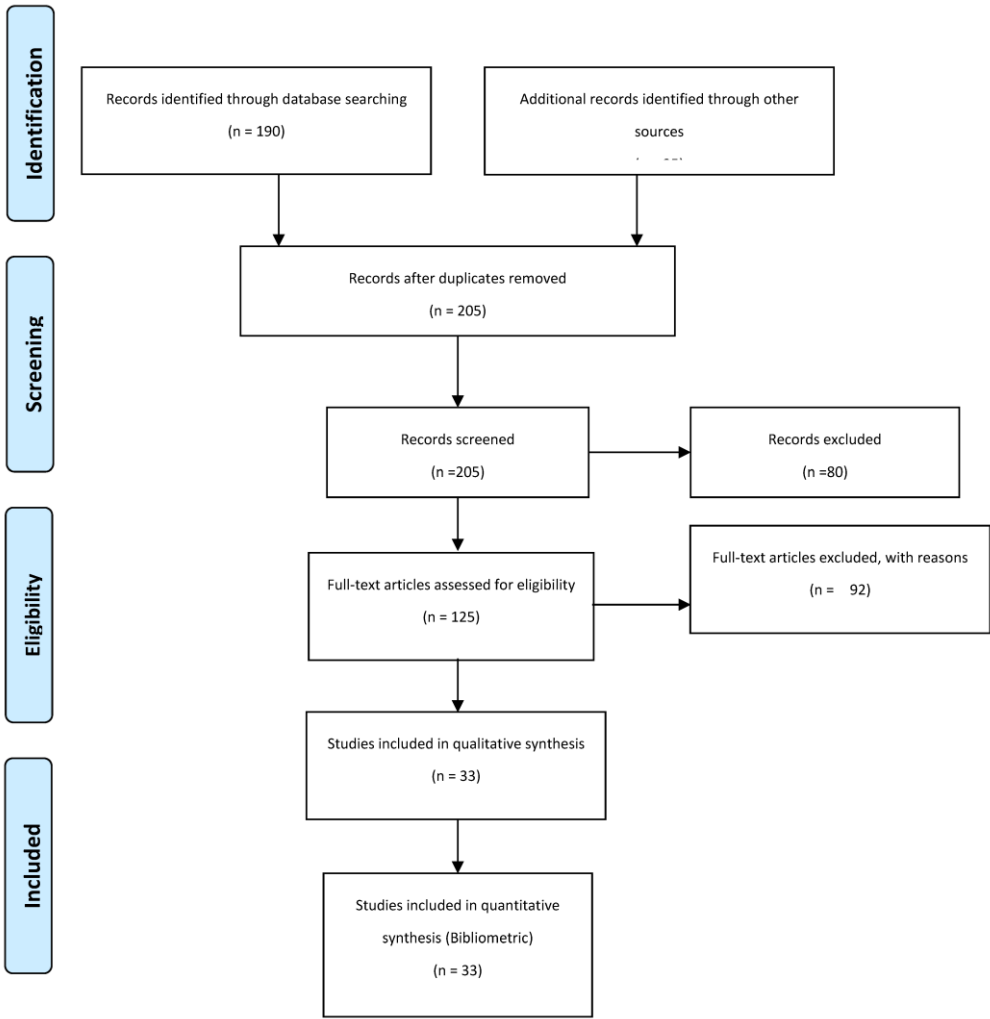 Identification
Records identified through database searching
(n = 190)
Additional records identified through other
sources
Records after duplicates removed
(n = 205)
Screening
Records screened
(n =205)
Records excluded
(n =80)
Eligibility
Full-text articles assessed for eligibility
(n = 125)
Full-text articles excluded, with reasons
(n = 92)
Studies included in qualitative synthesis
(n = 33)
Included
Studies included in quantitative
synthesis (Bibliometric)
(n = 33)